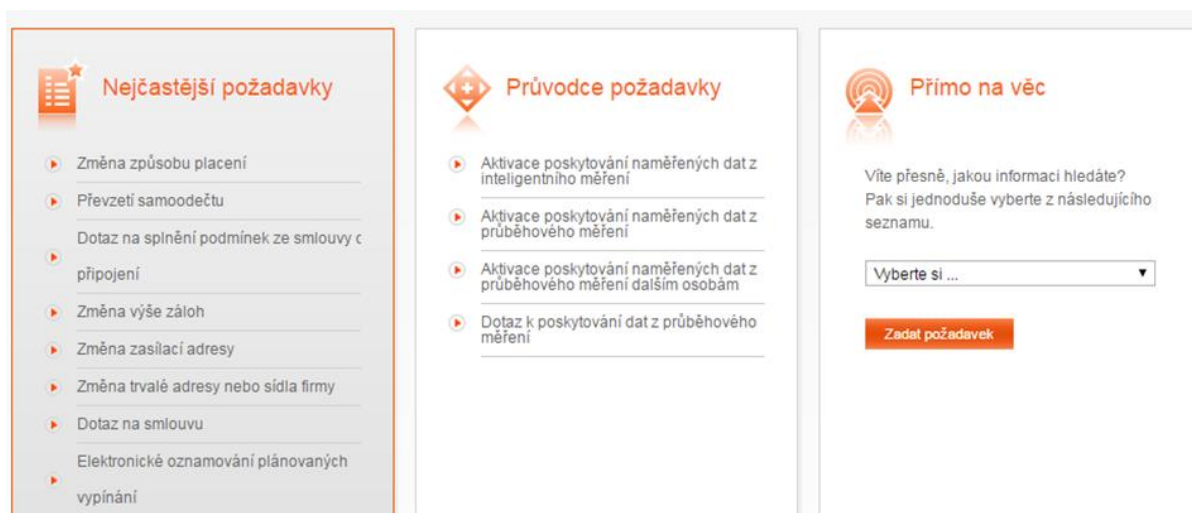 Nejčastější požadavky
Změna způsobu placení
Převzetí samoodečtu
Dotaz na splnění podmínek ze smlouvy o
připojení
Změna výše záloh
Změna zasílací adresy
Změna trvalé adresy nebo sídla firmy
Dotaz na smlouvu
Elektronické oznamování plánovaných
vypínání
Průvodce požadavky
Aktivace poskytování naměřených dat z
inteligentního měření
Aktivace poskytování naměřených dat z
průběhového měření
Aktivace poskytování naměřených dat z
průběhového měření dalším osobám
Dotaz k poskytování dat z průběhového
měření
Přímo na věc
Víte přesně, jakou informaci hledáte?
Pak si jednoduše vyberte z následujícího
seznamu.
Vyberte si ...
Zadat požadavek